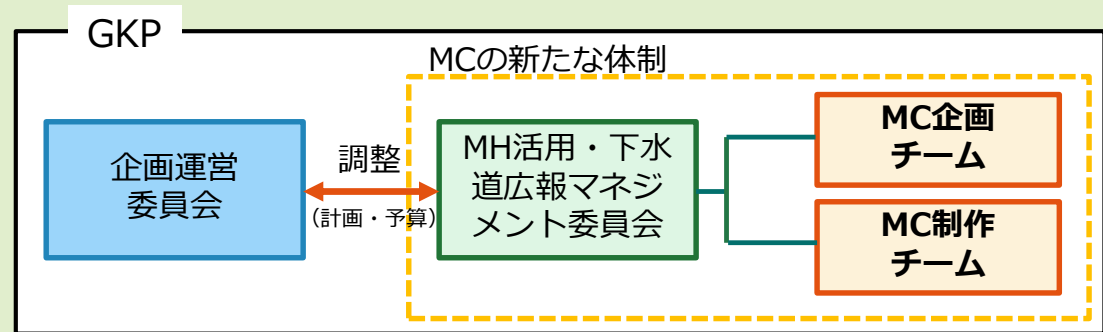 GKP
MCの新たな体制
企画運営
委員会
調整
(計画・予算)
MH活用・下水
道広報マネジ
メント委員会
MC企画
チーム
MC制作
チーム